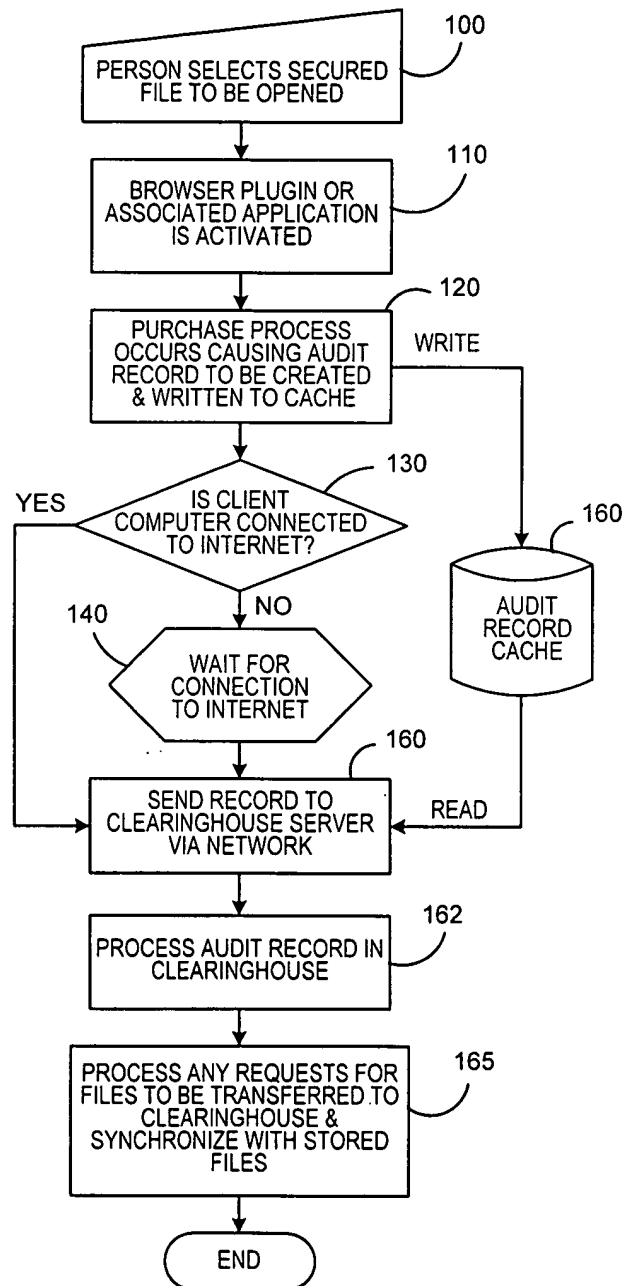 100
PERSON SELECTS SECURED
FILE TO BE OPENED
110
BROWSER PLUGIN OR
ASSOCIATED APPLICATION
IS ACTIVATED
120
PURCHASE PROCESS
OCCURS CAUSING AUDIT
RECORD TO BE CREATED
& WRITTEN TO CACHE
WRITE
130
YES
IS CLIENT
COMPUTER CONNECTED
TO INTERNET?
160
AUDIT
RECORD
CACHE
NO
140
WAIT FOR
CONNECTION
TO INTERNET
160
SEND RECORD TO
CLEARINGHOUSE SERVER
VIA NETWORK
READ
162
PROCESS AUDIT RECORD IN
CLEARINGHOUSE
165
PROCESS ANY REQUESTS FOR
FILES TO BE TRANSFERRED TO
CLEARINGHOUSE &
SYNCHRONIZE WITH STORED
FILES
END